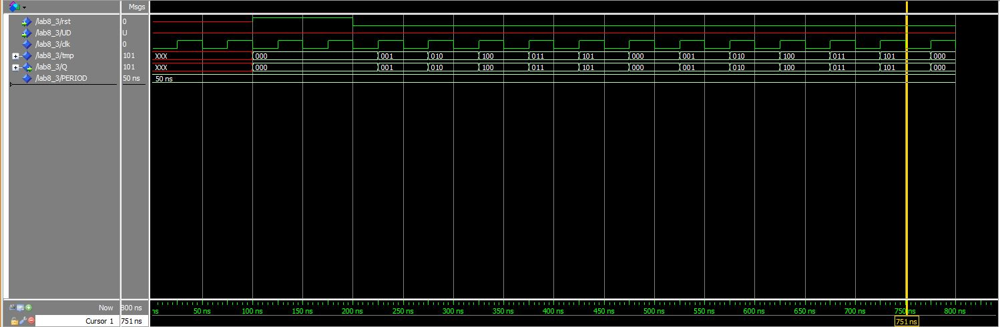 Msgs
/lab8_3/rst 0
/lab8_3/UD U
/lab8_3/clk 0
/lab8_3/tmp 101 XXX 000 001 010 100 011 101 000 001 010 100 011 101 000
/lab8_3/Q 101 XXX 000 001 010 100 011 101 000 001 010 100 011 101 000
/lab8_3/PERIOD 50 ns 50 ns
Now 800 ns ns 50 ns 100 ns 150 ns 200 ns 250 ns 300 ns 350 ns 400 ns 450 ns 500 ns 550 ns 600 ns 650 ns 700 ns 750 ns 800 ns
Cursor 1 751 ns 751 ns